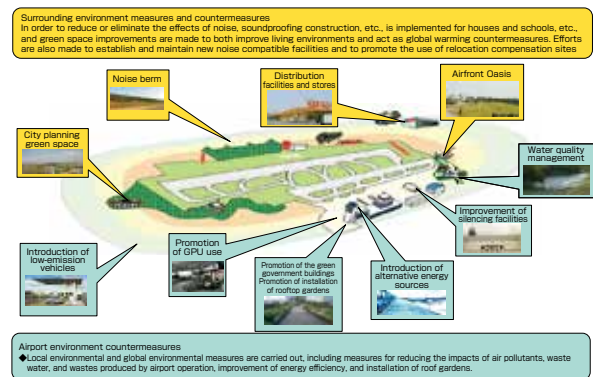 Surrounding environment measures and countermeasures
In order to reduce or eliminate the effects of noise, soundproofing construction, etc., is implemented for houses and schools, etc.,
and green space improvements are made to both improve living environments and act as global warming countermeasures. Efforts
are also made to establish and maintain new noise compatible facilities and to promote the use of relocation compensation sites
Noise berm
Distribution
facilities and stores
Airfront Oasis
City planning
green space
Water quality
management
Improvement of
silencing facilities
Introduction of
low-emission
vehicles
Promotion
of GPU use
Promotion of the green
government buildings
Promotion of installation
of rooftop gardens
Introduction of
alternative energy
sources
Airport environment countermeasures
◆Local environmental and global environmental measures are carried out, including measures for reducing the impacts of air pollutants, waste
water, and wastes produced by airport operation, improvement of energy efficiency, and installation of roof gardens.